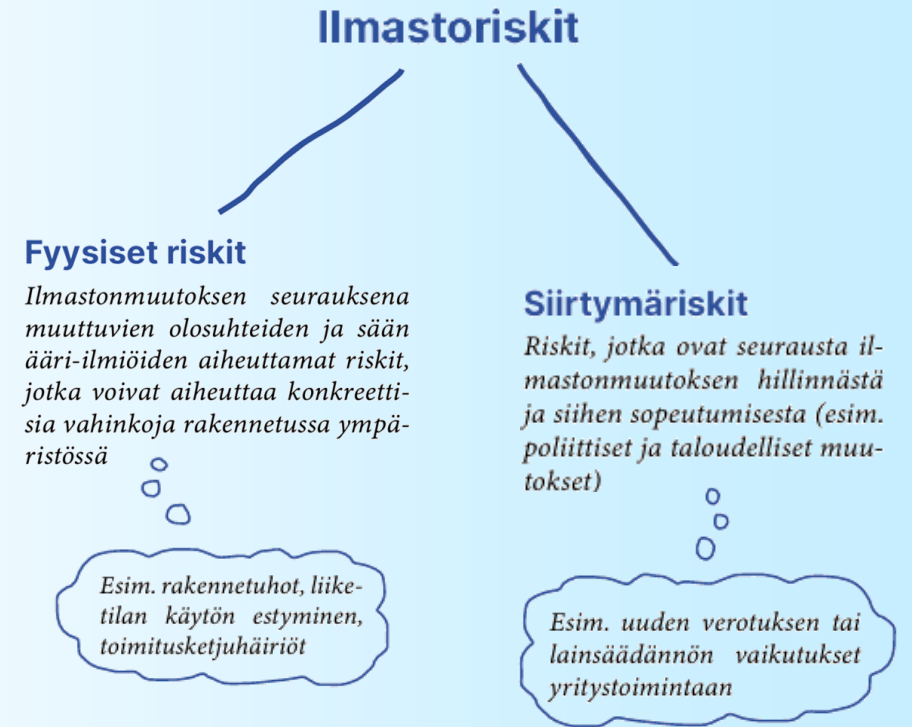 Ilmastoriskit
Fyysiset riskit
Ilmastonmuutoksen seurauksena
muuttuvien olosuhteiden ja sään
ääri-ilmiöiden aiheuttamat riskit,
jotka voivat aiheuttaa konkreetti-
sia vahinkoja rakennetussa ympä-
ristössä
Esim. rakennetuhot, liike-
tilan käytön estyminen,
toimitusketjuhäiriöt
Siirtymäriskit
Riskit, jotka ovat seurausta il-
mastonmuutoksen hillinnästä
ja siihen sopeutumisesta (esim.
poliittiset ja taloudelliset muu-
tokset)
Esim. uuden verotuksen tai
lainsäädännön vaikutukset
yritystoimintaan